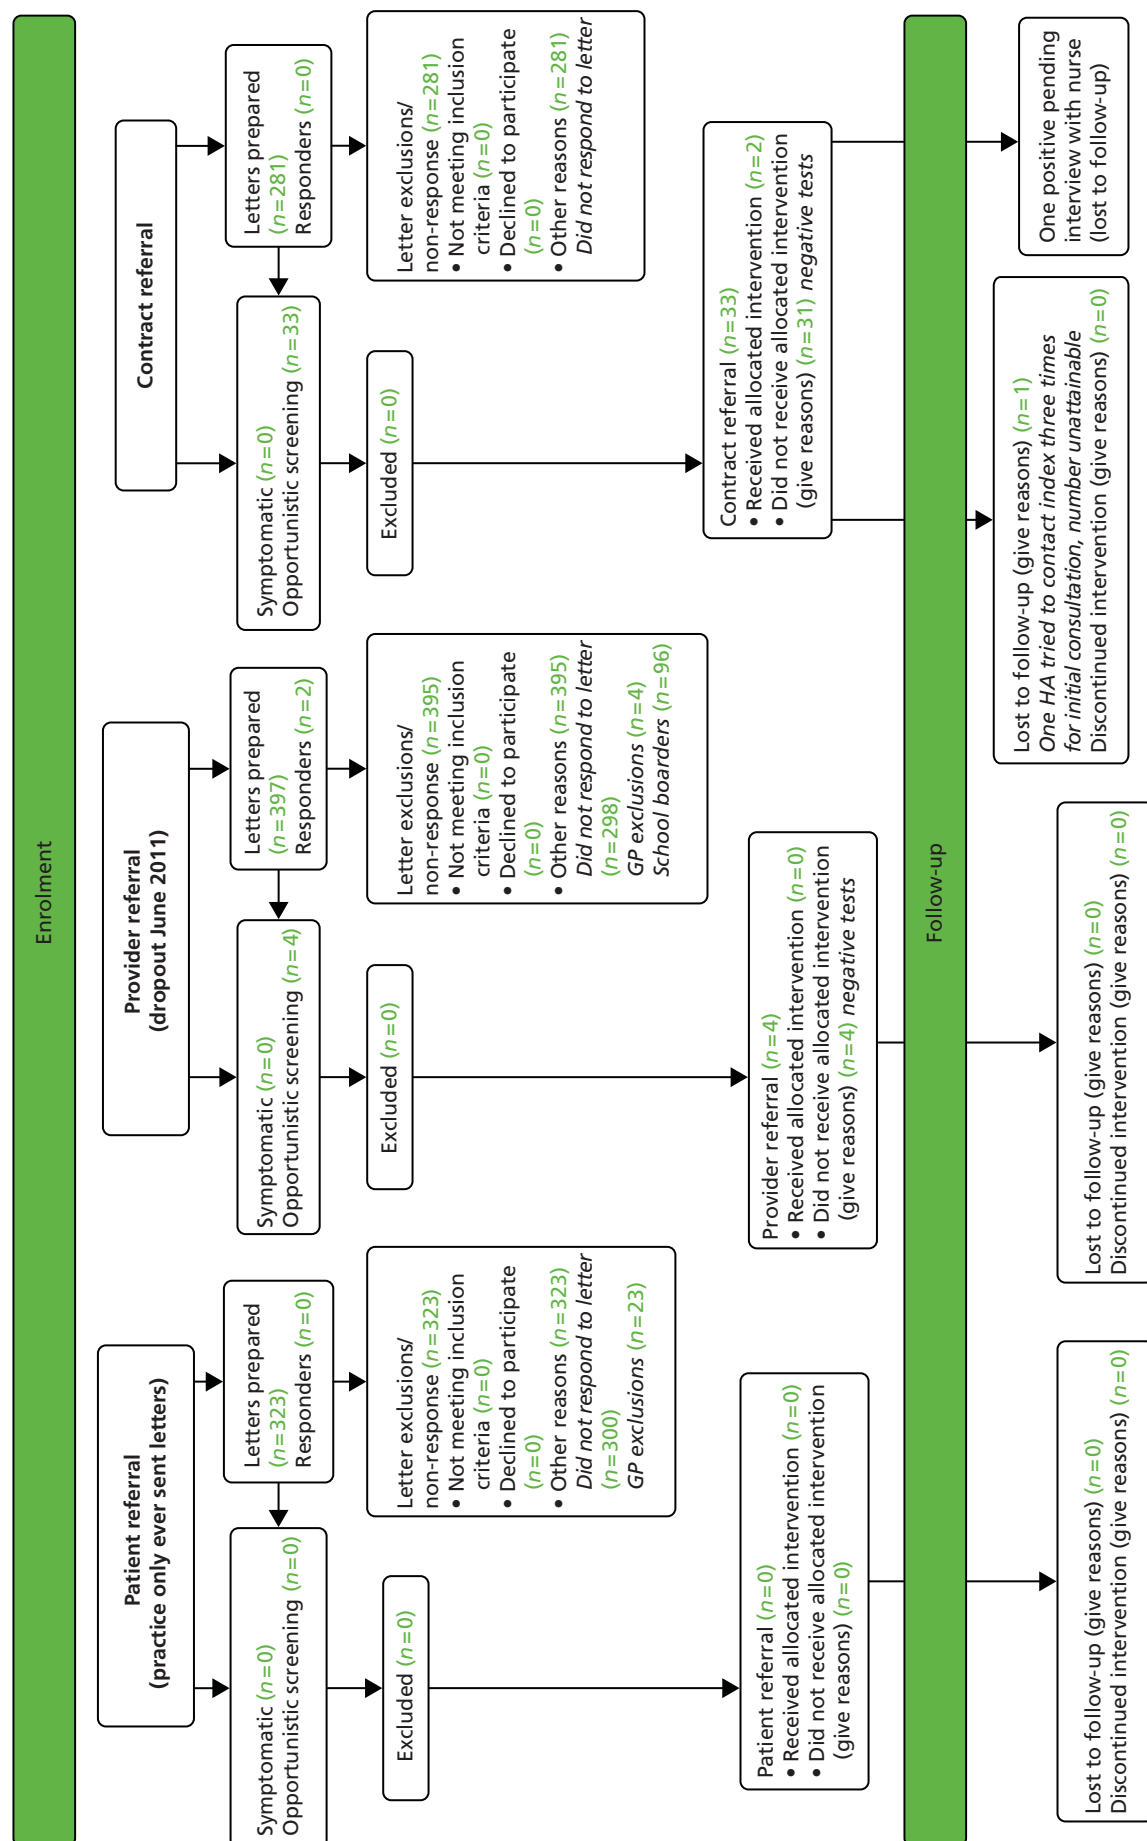 Enrolment
Patient referral
(practice only ever sent letters)
Symptomatic (n=0)
Opportunistic screening (n=0)
Letters prepared
(n=323)
Responders (n=0)
Excluded (n=0)
Letter exclusions/
non-response (n=323)
• Not meeting inclusion
criteria (n=0)
• Declined to participate
(n=0)
• Other reasons (n=323)
Did not respond to letter
(n=300)
GP exclusions (n=23)
Patient referral (n=0)
• Received allocated intervention (n=0)
• Did not receive allocated intervention
(give reasons) (n=0)
Provider referral
(dropout June 2011)
Symptomatic (n=0)
Opportunistic screening (n=4)
Letters prepared
(n=397)
Responders (n=2)
Excluded (n=0)
Letter exclusions/
non-response (n=395)
• Not meeting inclusion
criteria (n=0)
• Declined to participate
(n=0)
• Other reasons (n=395)
Did not respond to letter
(n=298)
GP exclusions (n=4)
School boarders (n=96)
Provider referral (n=4)
• Received allocated intervention (n=0)
• Did not receive allocated intervention
(give reasons) (n=4) negative tests
Contract referral
Symptomatic (n=0)
Opportunistic screening (n=33)
Letters prepared
(n=281)
Responders (n=0)
Excluded (n=0)
Letter exclusions/
non-response (n=281)
• Not meeting inclusion
criteria (n=0)
• Declined to participate
(n=0)
• Other reasons (n=281)
Did not respond to letter
Contract referral (n=33)
• Received allocated intervention (n=2)
• Did not receive allocated intervention
(give reasons) (n=31) negative tests
Follow-up
Lost to follow-up (give reasons) (n=0)
Discontinued intervention (give reasons) (n=0)
Lost to follow-up (give reasons) (n=0)
Discontinued intervention (give reasons) (n=0)
Lost to follow-up (give reasons) (n=1)
One HA tried to contact index three times
for initial consultation, number unattainable
Discontinued intervention (give reasons) (n=0)
One positive pending
interview with nurse
(lost to follow-up)